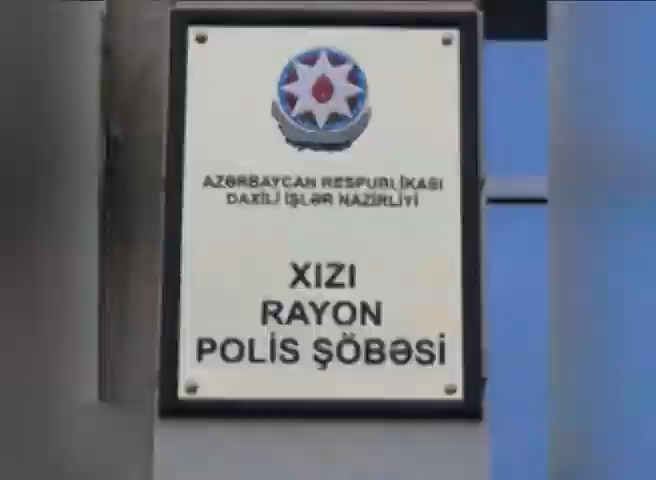 AZƏRBAYCAN RESPUBLİKASI
DAXİLİ İŞLƏR NAZİRLİYİ
XIZI
RAYON
POLİS ŞÖBƏSİ